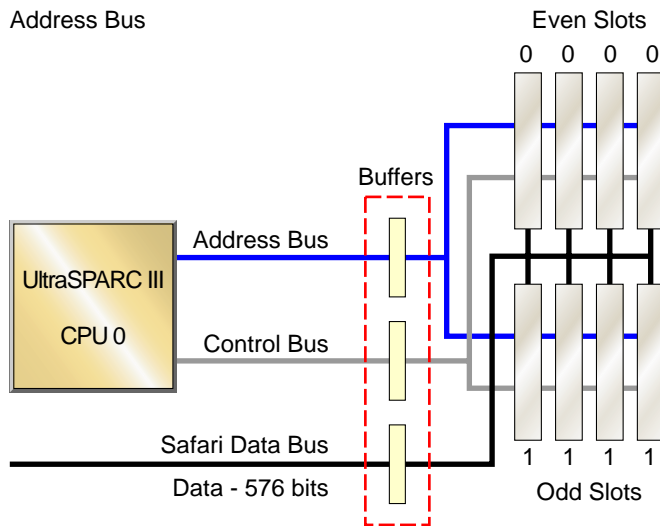 Address Bus
Even Slots
0 0 0 0
Buffers
Address Bus
UltraSPARC III
CPU 0
Control Bus
Safari Data Bus
Data - 576 bits
1 1 1 1
Odd Slots